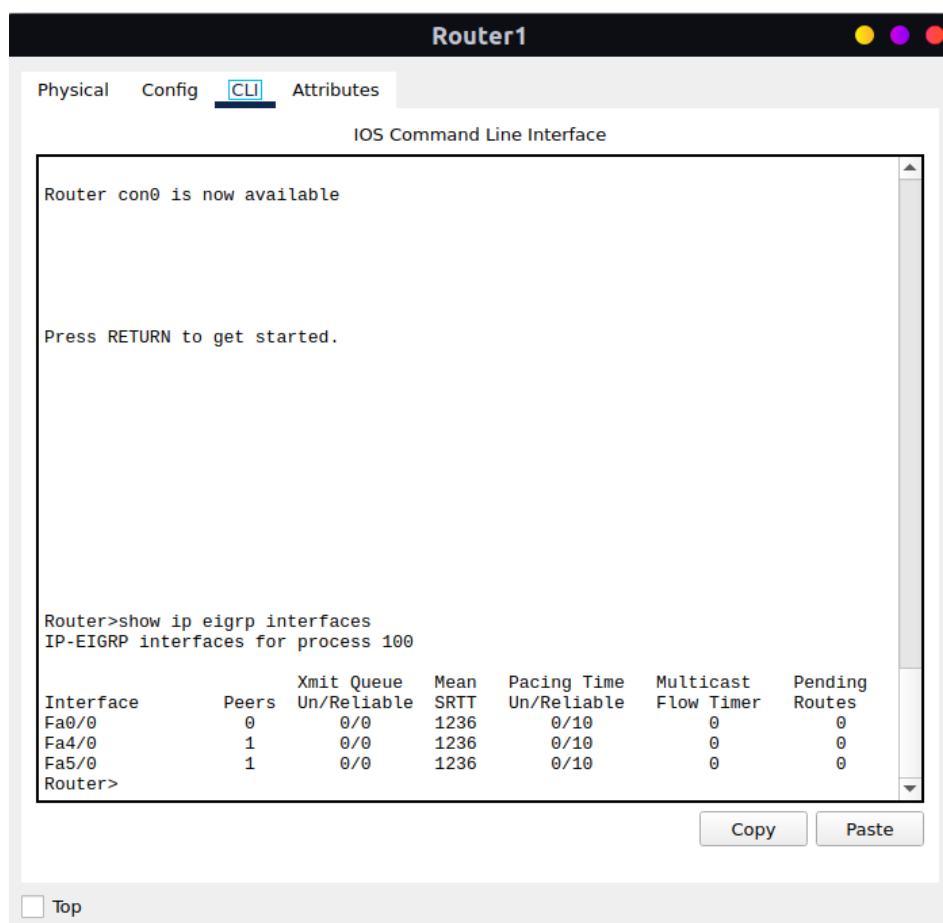 Router1
Physical Config CLI Attributes
IOS Command Line Interface
Router con0 is now available
Press RETURN to get started.
Router>show ip eigrp interfaces
IP-EIGRP interfaces for process 100
Xmit Queue Mean Pacing Time Multicast Pending
Interface Peers Un/Reliable SRTT Un/Reliable Flow Timer Routes
Fa0/0 0 0/0 1236 0/10 0 0
Fa4/0 1 0/0 1236 0/10 0 0
Fa5/0 1 0/0 1236 0/10 0 0
Router>
Copy Paste
Top